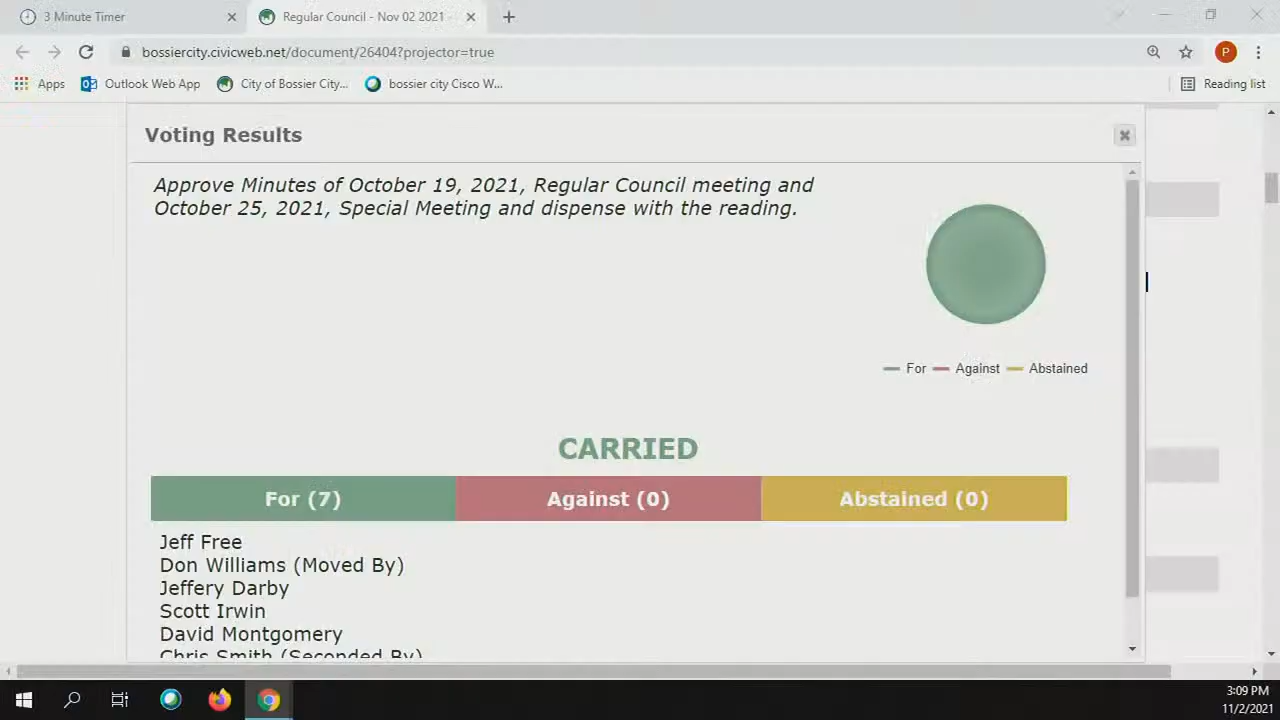 3 Minute Timer
Regular Council - Nov 02 2021 -
bossiercity.civicweb.net/document/26404?projector=true
P
Apps
Outlook Web App
City of Bossier City...
bossier city Cisco W...
Reading list
Voting Results
Approve Minutes of October 19, 2021, Regular Council meeting and
October 25, 2021, Special Meeting and dispense with the reading.
For
Against
Abstained
CARRIED
For (7)
Against (0)
Abstained (0)
Jeff Free
Don Williams (Moved By)
Jeffery Darby
Scott Irwin
David Montgomery
Chris Smith (Seconded By)
3:09 PM
11/2/2021